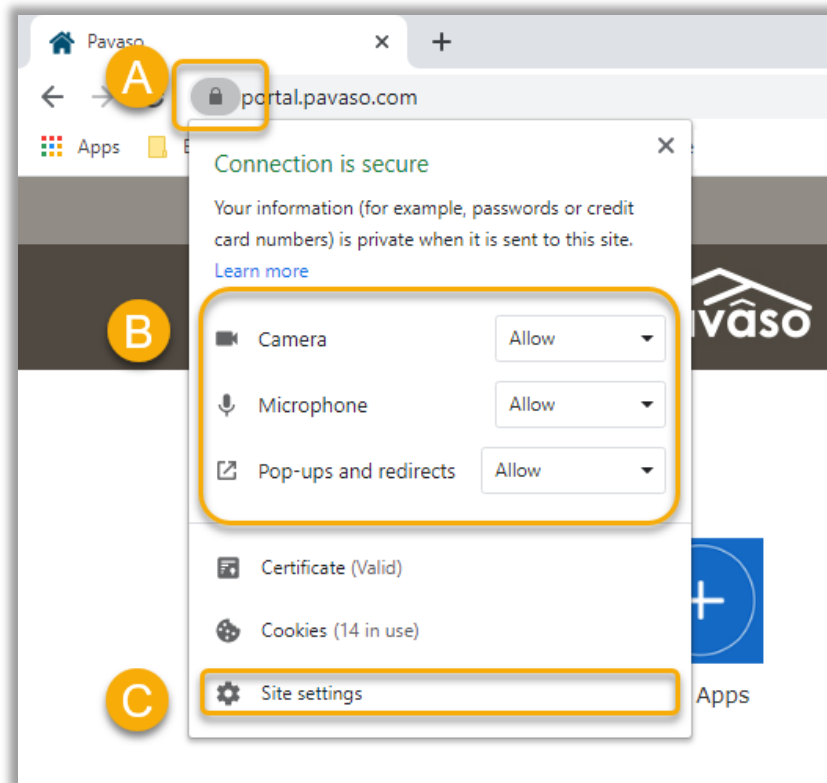 Pavaso
A
portal.pavaso.com
Apps
Connection is secure
Your information (for example, passwords or credit
card numbers) is private when it is sent to this site.
Learn more
B
Camera
Allow
vâso
Microphone
Allow
Pop-ups and redirects
Allow
Certificate (Valid)
Cookies (14 in use)
C
Site settings
Apps